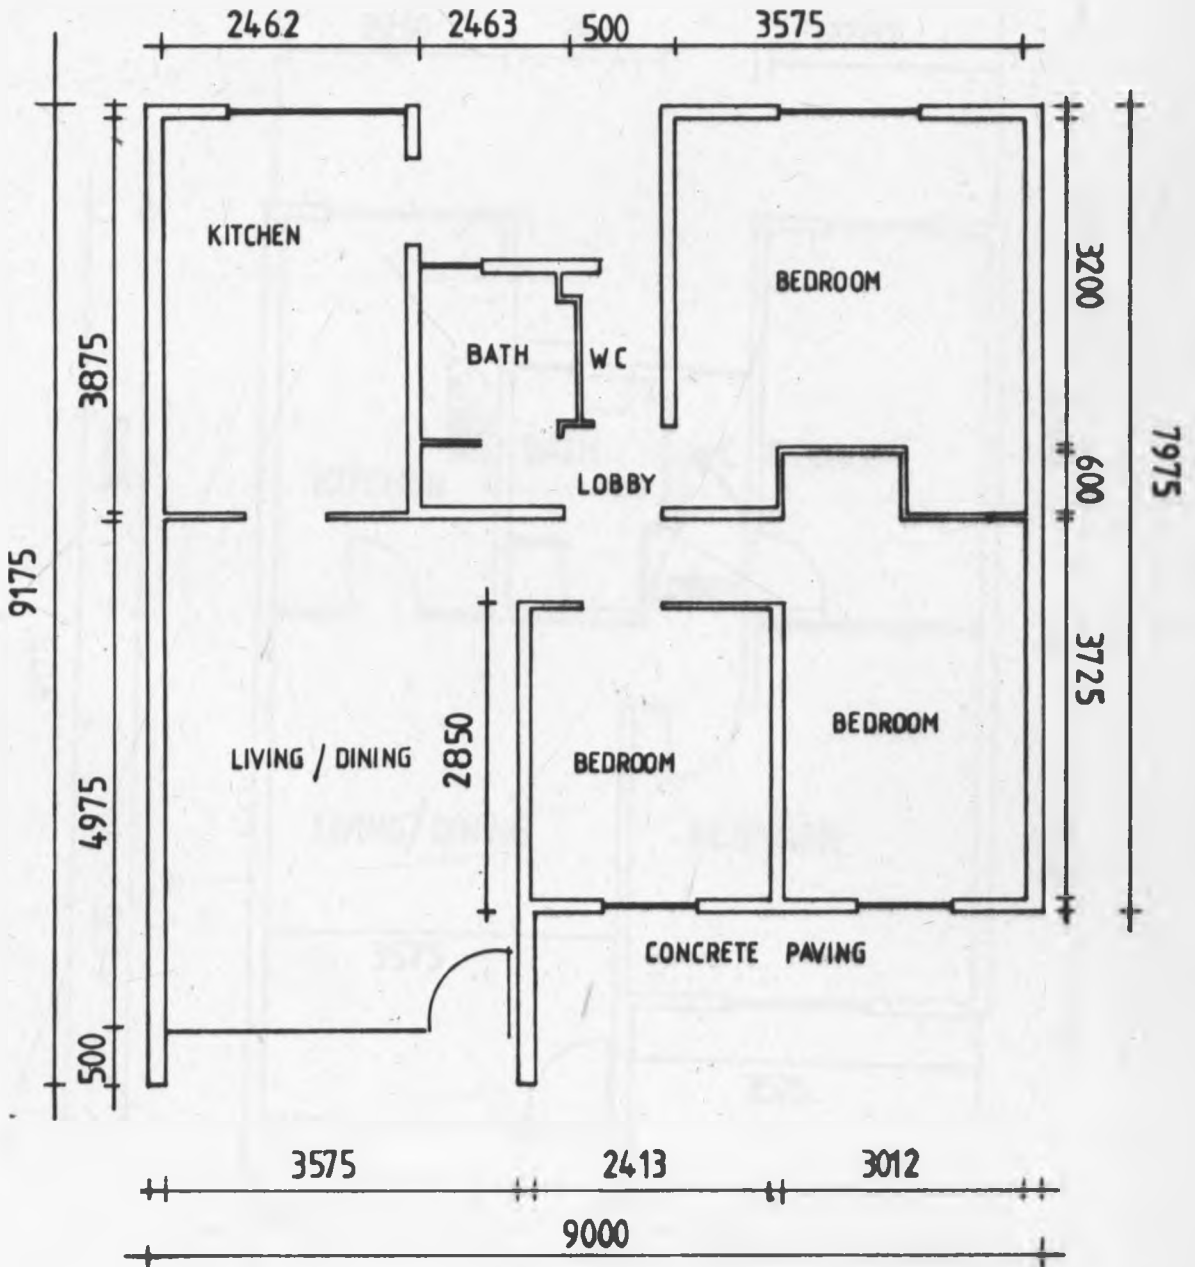 2462 2463 500 3575
KITCHEN
BEDROOM
3200
BATH WC
3875
7975
600
LOBBY
9175
3725
LIVING / DINING
2850
BEDROOM
BEDROOM
4975
CONCRETE PAVING
500
3575 2413 3012
9000